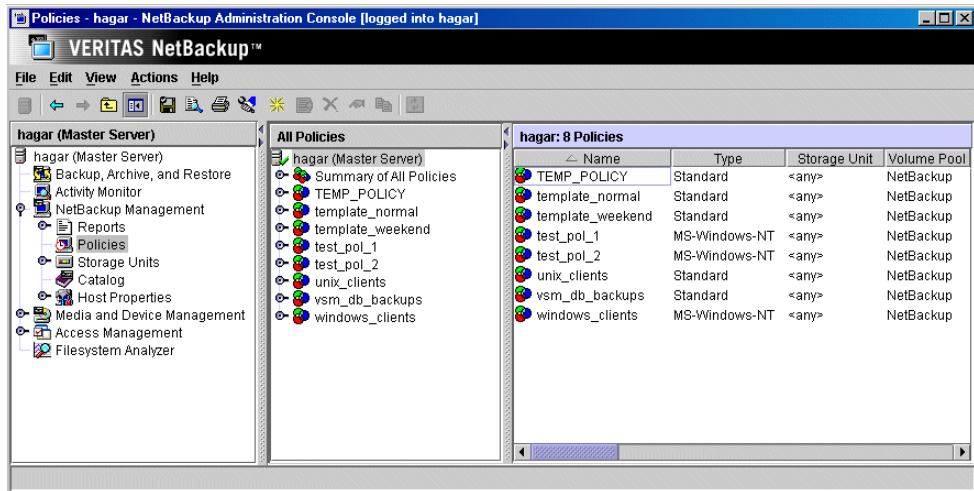 Policies - hagar - NetBackup Administration Console [logged into hagar]
VERITAS NetBackup™
File Edit View Actions Help
hagar (Master Server)
hagar (Master Server)
Backup, Archive, and Restore
Activity Monitor
NetBackup Management
Reports
Policies
Storage Units
Catalog
Host Properties
Media and Device Management
Access Management
Filesystem Analyzer
All Policies
hagar (Master Server)
Summary of All Policies
TEMP_POLICY
template_normal
template_weekend
test_pol_1
test_pol_2
unix_clients
vsm_db_backups
windows_clients
hagar: 8 Policies
Name Type Storage Unit Volume Pool
TEMP_POLICY Standard <any> NetBackup
template_normal Standard <any> NetBackup
template_weekend Standard <any> NetBackup
test_pol_1 MS-Windows-NT <any> NetBackup
test_pol_2 MS-Windows-NT <any> NetBackup
unix_clients Standard <any> NetBackup
vsm_db_backups Standard <any> NetBackup
windows_clients MS-Windows-NT <any> NetBackup